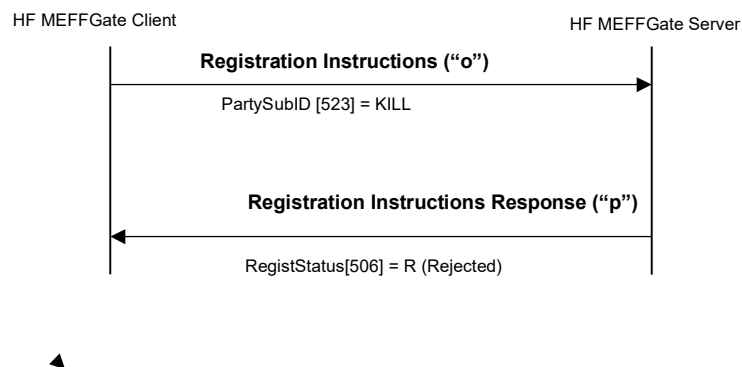 HF MEFFGate Client
HF MEFFGate Server
Registration Instructions (“o”)
PartySubID [523] = KILL
Registration Instructions Response (“p”)
RegistStatus[506] = R (Rejected)